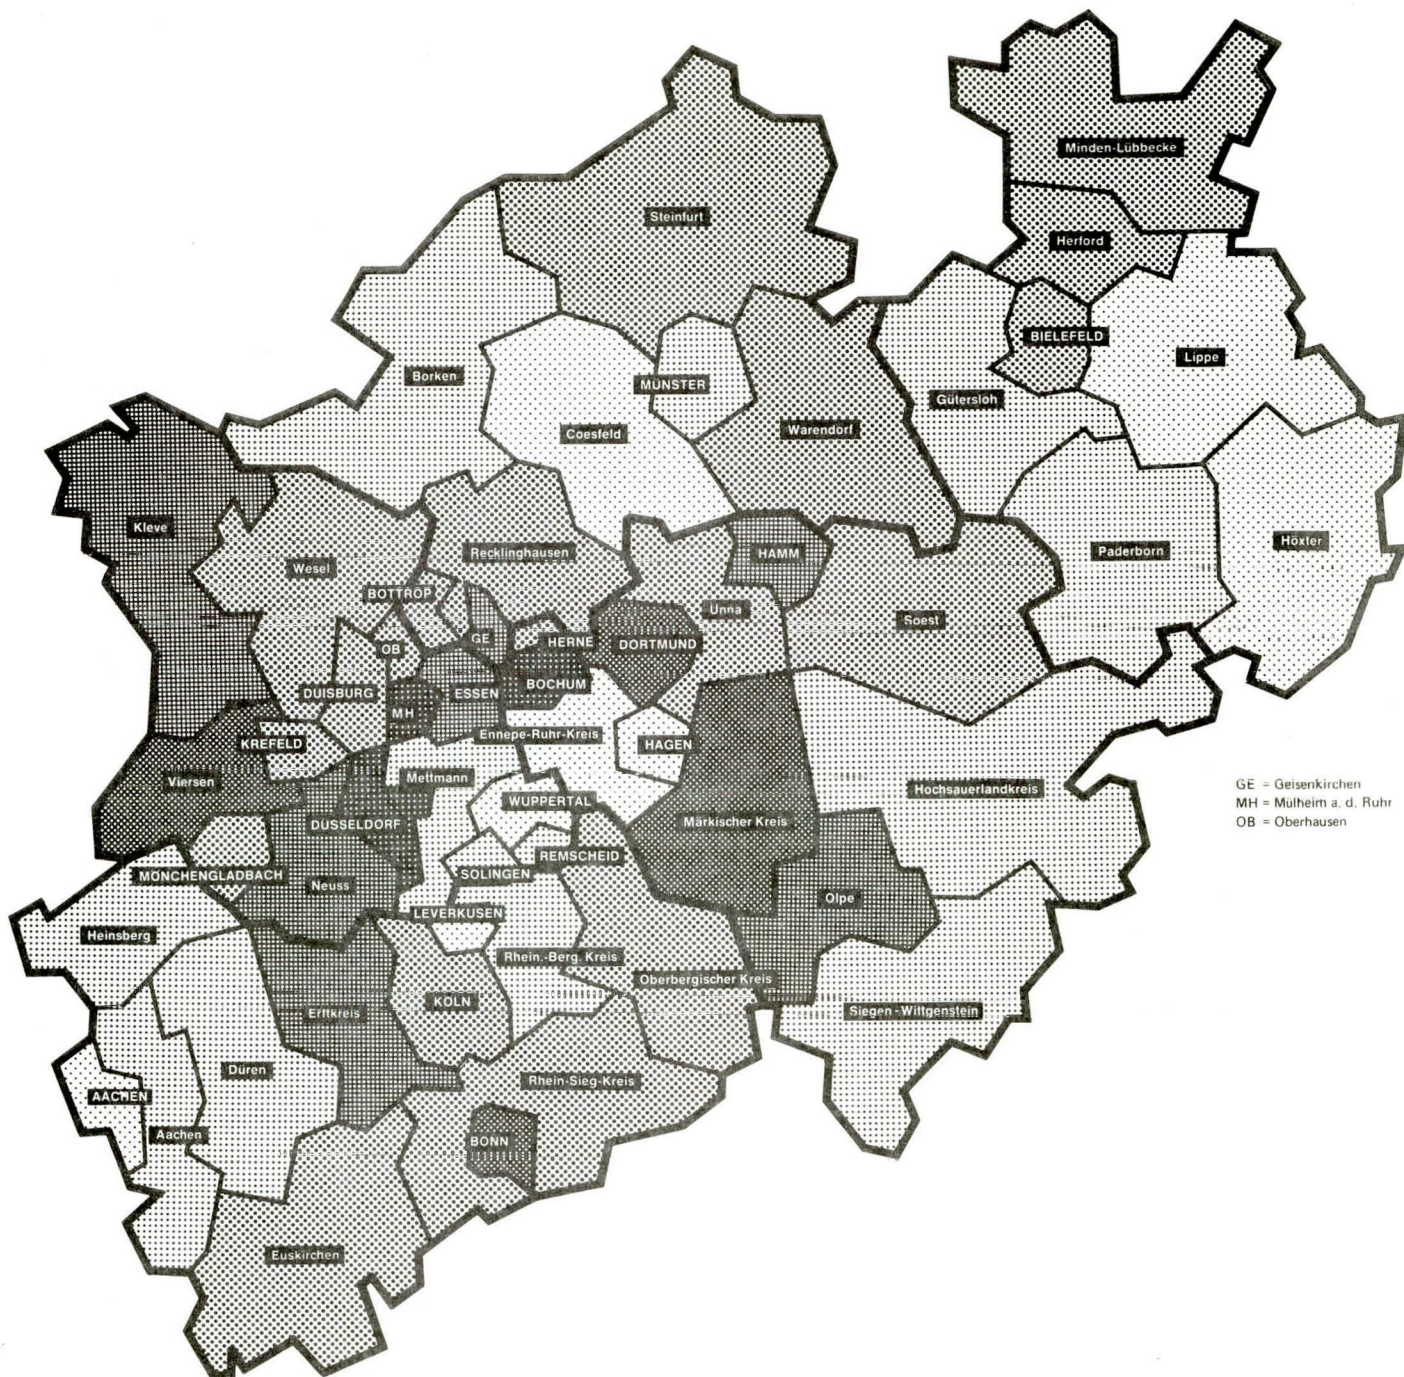 Minden-Lübbecke
Steinfurt
Herford
BIELEFELD
Lippe
Borken
MÜNSTER
Gütersloh
Coesfeld
Warendorf
Kleve
Wesel
Recklinghausen
HAMM
Paderborn
Höxter
BOTTROP
GE
HERNE
DORTMUND
Unna
Soest
OB
DUISBURG
ESSEN
BOCHUM
MH
Ennepe-Ruhr-Kreis
HAGEN
KREFELD
Viersen
Mettmann
Hochsauerlandkreis
GE = Geisenkirchen
MH = Mülheim a. d. Ruhr
OB = Oberhausen
WUPPERTAL
DÜSSELDORF
Märkischer Kreis
REMSCHEID
MÖNCHENGLADBACH
SOLINGEN
Neuss
Olpe
LEVERKUSEN
Heinsberg
Rhein.-Berg. Kreis
Oberbergischer Kreis
KÖLN
Erftkreis
Siegen-Wittgenstein
Düren
Rhein-Sieg-Kreis
AACHEN
Aachen
BONN
Euskirchen